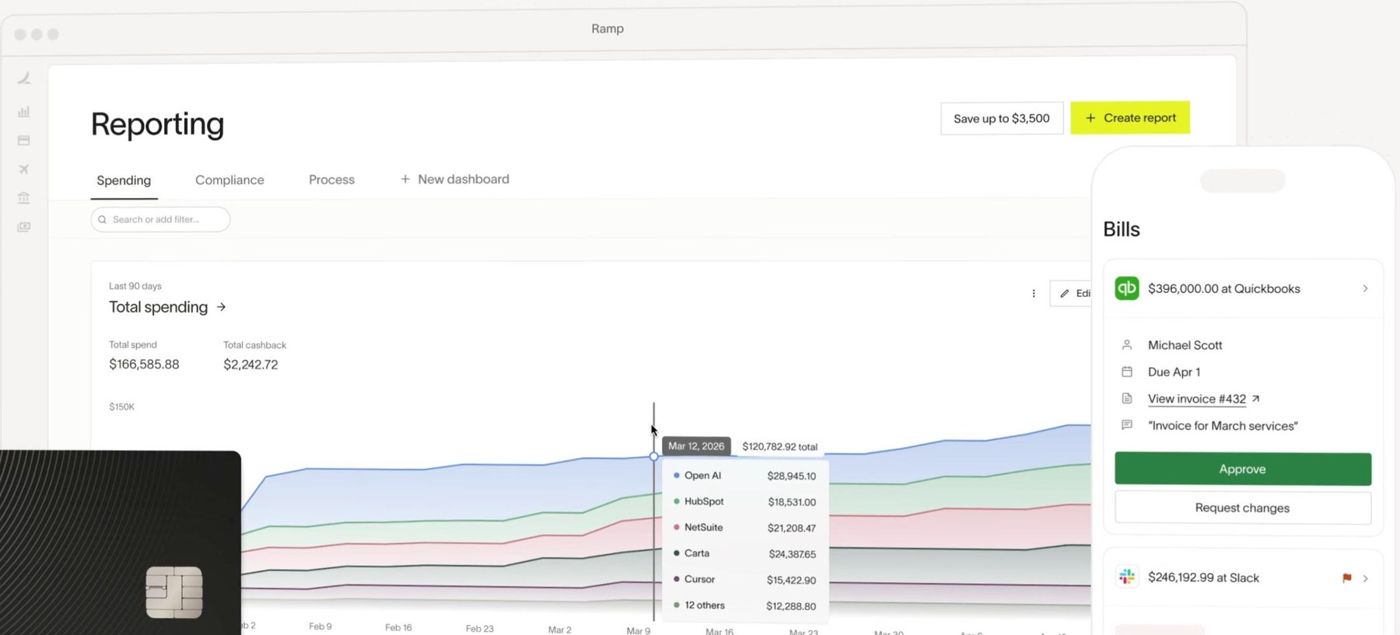 Ramp
Reporting
Save up to $3,500
+ Create report
Spending
Compliance
Process
+ New dashboard
Search or add filter...
Last 90 days
Total spending →
Edi
Total spend
Total cashback
$166,585.88
$2,242.72
$150K
Mar 12, 2026
$120,782.92 total
Open AI $28,945.10
HubSpot $18,531.00
NetSuite $21,208.47
Carta $24,387.65
Cursor $15,422.90
12 others $12,288.80
b 2
Feb 9
Feb 16
Feb 23
Mar 2
Mar 9
Mar 16
Mar 23
Mar 30
Bills
qb
$396,000.00 at Quickbooks
Michael Scott
Due Apr 1
View invoice #432
"Invoice for March services"
Approve
Request changes
$246,192.99 at Slack